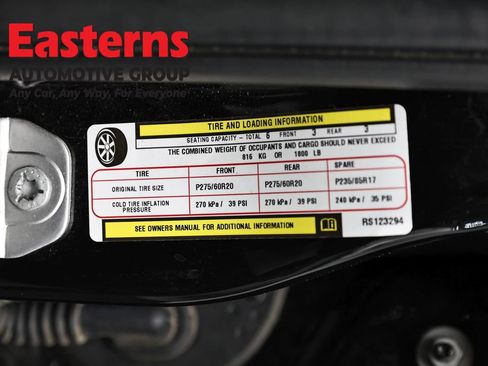 Easterns
AUTOMOTIVE GROUP
Any Car, Any Way, For Everyone
TIRE AND LOADING INFORMATION
SEATING CAPACITY - TOTAL 6 FRONT 3 REAR 3
THE COMBINED WEIGHT OF OCCUPANTS AND CARGO SHOULD NEVER EXCEED
816 KG OR 1800 LB
TIRE FRONT REAR SPARE
ORIGINAL TIRE SIZE P275/60R20 P275/60R20 P235/85R17
COLD TIRE INFLATION PRESSURE 270 kPa / 39 PSI 270 kPa / 39 PSI 240 kPa / 35 PSI
SEE OWNERS MANUAL FOR ADDITIONAL INFORMATION
RS123294